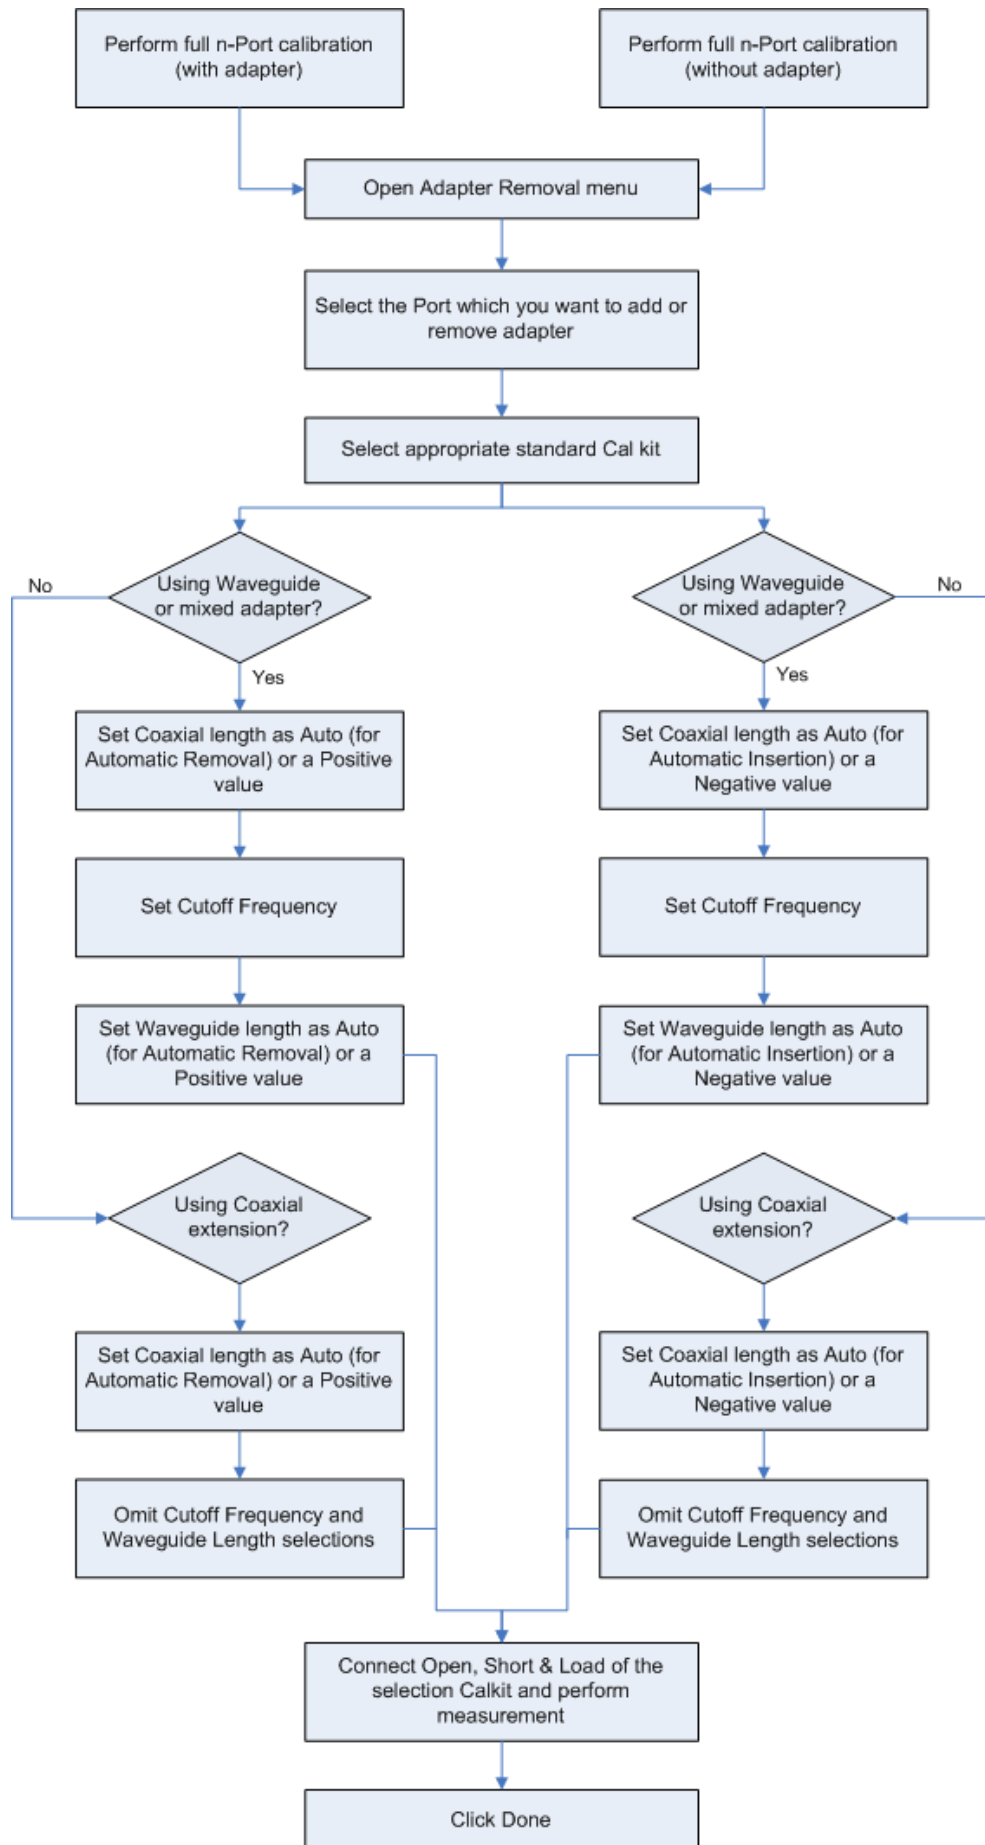 Perform full n-Port calibration
(with adapter)
Perform full n-Port calibration
(without adapter)
Open Adapter Removal menu
Select the Port which you want to add or
remove adapter
Select appropriate standard Cal kit
No
Using Waveguide
or mixed adapter?
Using Waveguide
or mixed adapter?
No
Yes
Yes
Set Coaxial length as Auto (for
Automatic Removal) or a Positive
value
Set Coaxial length as Auto (for
Automatic Insertion) or a
Negative value
Set Cutoff Frequency
Set Cutoff Frequency
Set Waveguide length as Auto
(for Automatic Removal) or a
Positive value
Set Waveguide length as Auto
(for Automatic Insertion) or a
Negative value
Using Coaxial
extension?
Using Coaxial
extension?
Set Coaxial length as Auto (for
Automatic Removal) or a Positive
value
Set Coaxial length as Auto (for
Automatic Insertion) or a
Negative value
Omit Cutoff Frequency and
Waveguide Length selections
Omit Cutoff Frequency and
Waveguide Length selections
Connect Open, Short & Load of the
selection Calkit and perform
measurement
Click Done